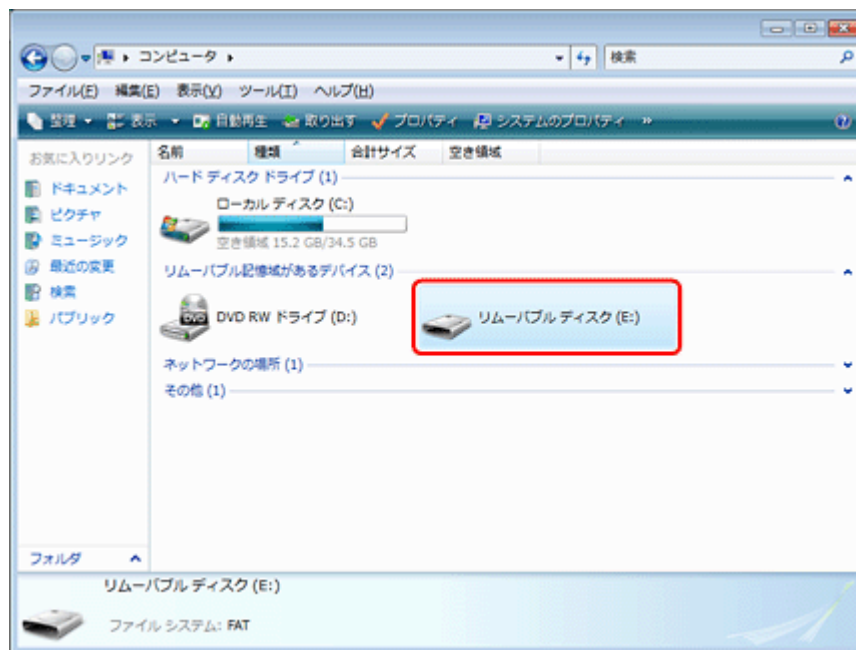 コンピュータ
検索
ファイル(F) 編集(E) 表示(V) ツール(T) ヘルプ(H)
整理 表示 自動再生 取り出す プロパティ システムのプロパティ »
お気に入りリンク
ドキュメント
ピクチャ
ミュージック
最近の変更
検索
パブリック
フォルダ
名前 種類 合計サイズ 空き領域
ハード ディスク ドライブ (1)
ローカル ディスク (C:)
空き領域 15.2 GB/34.5 GB
リムーバブル記憶域があるデバイス (2)
DVD RW ドライブ (D:) リムーバブル ディスク (E:)
ネットワークの場所 (1)
その他 (1)
リムーバブル ディスク (E:)
ファイル システム: FAT